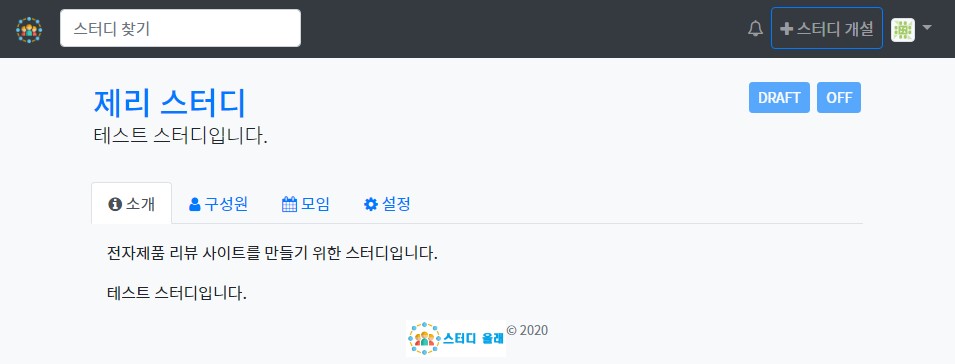 스터디 찾기
스터디 개설
제리 스터디
DRAFT OFF
테스트 스터디입니다.
소개 구성원 모임 설정
전자제품 리뷰 사이트를 만들기 위한 스터디입니다.
테스트 스터디입니다.
스터디 올래 © 2020